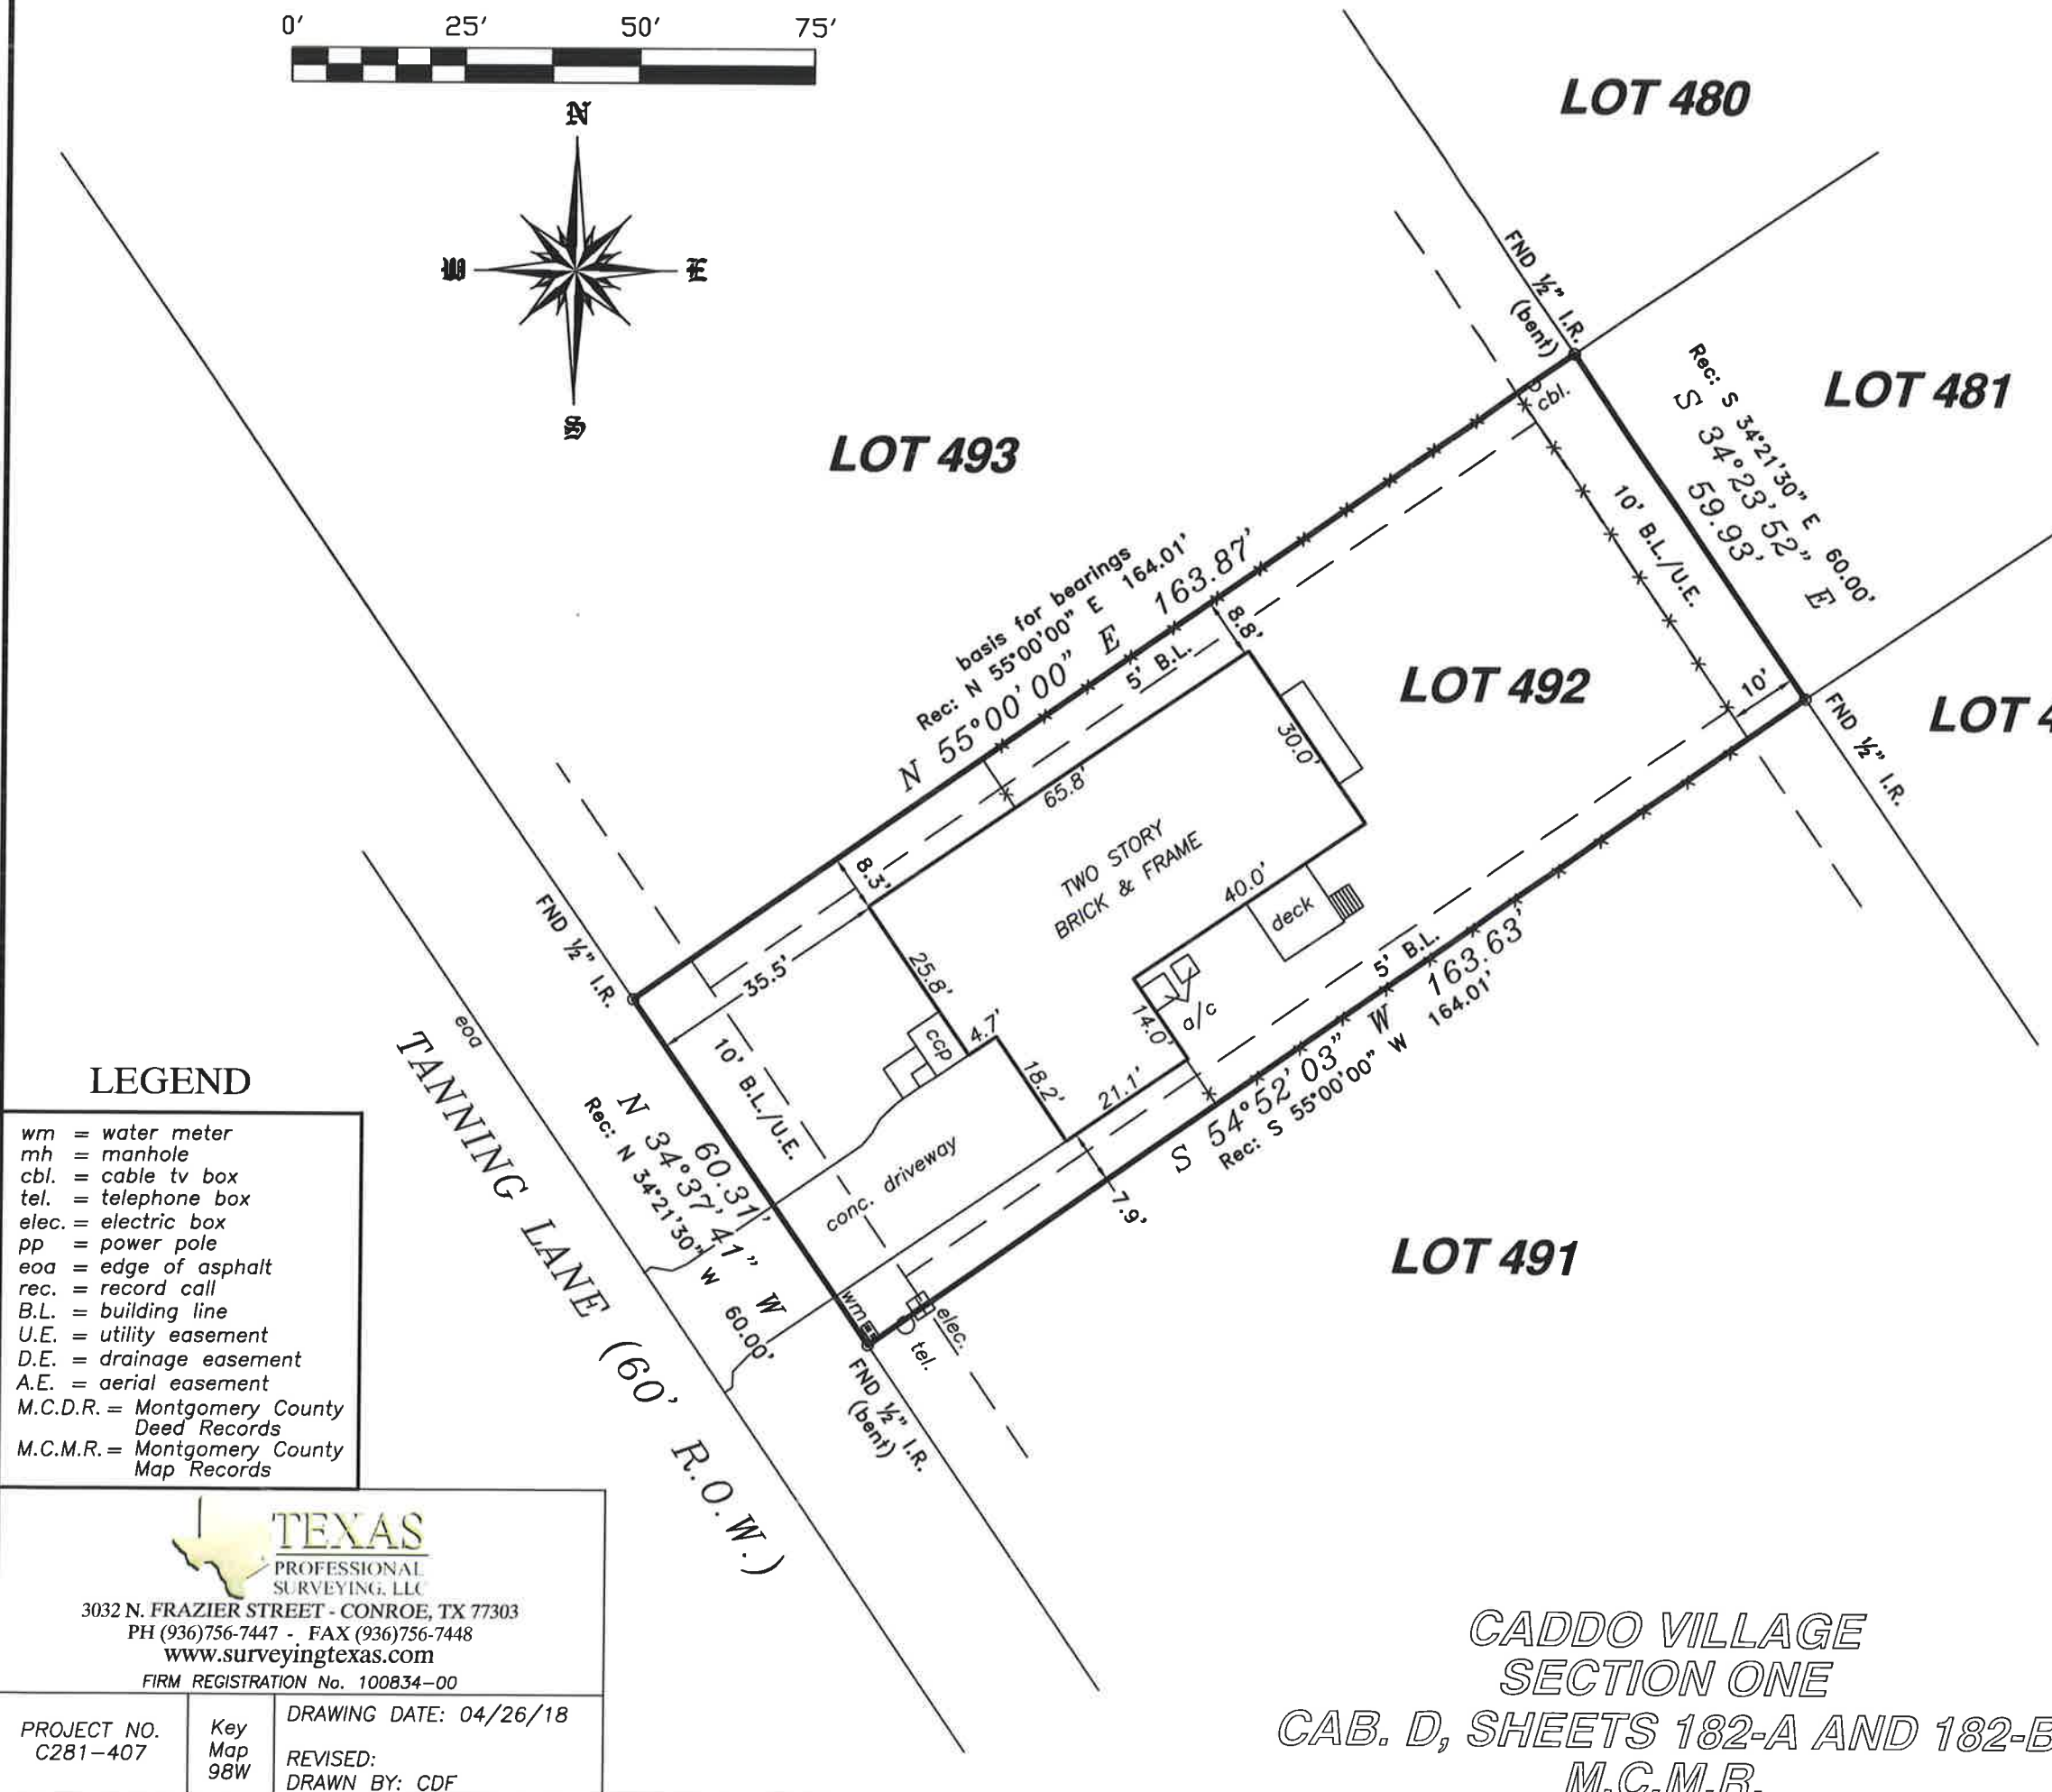 0' 25' 50' 75'
N
W E
S
LOT 480
LOT 481
LOT 493
LOT 492
LOT 4
LOT 491
FND ½" I.R.
(bent)
cbl.
Rec: S 34°21'30" E 60.00'
S 34°23'52" E
59.93'
10' B.L./U.E.
10'
FND ½" I.R.
basis for bearings
Rec: N 55°00'00" E 164.01'
N 55°00'00" E 163.87'
5' B.L.
8.8'
30.0'
65.8'
TWO STORY
BRICK & FRAME
40.0'
deck
8.3'
35.5'
25.8'
ccp
4.7'
18.2'
21.1'
14.0'
a/c
5' B.L.
S 54°52'03" W 163.63'
Rec: S 55°00'00" W 164.01'
7.9'
FND ½" I.R.
10' B.L./U.E.
conc. driveway
60.31'
N 34°37'41" W
Rec: N 34°21'30" W 60.00'
wm
elec.
tel.
FND ½" I.R.
(bent)
eoa
TANNING LANE (60' R.O.W.)
LEGEND
wm = water meter
mh = manhole
cbl. = cable tv box
tel. = telephone box
elec. = electric box
pp = power pole
eoa = edge of asphalt
rec. = record call
B.L. = building line
U.E. = utility easement
D.E. = drainage easement
A.E. = aerial easement
M.C.D.R. = Montgomery County
Deed Records
M.C.M.R. = Montgomery County
Map Records
TEXAS
PROFESSIONAL
SURVEYING, LLC
3032 N. FRAZIER STREET - CONROE, TX 77303
PH (936)756-7447 - FAX (936)756-7448
www.surveyingtexas.com
FIRM REGISTRATION No. 100834-00
PROJECT NO.
C281-407
Key
Map
98W
DRAWING DATE: 04/26/18
REVISED:
DRAWN BY: CDF
CADDO VILLAGE
SECTION ONE
CAB. D, SHEETS 182-A AND 182-B
M.C.M.R.